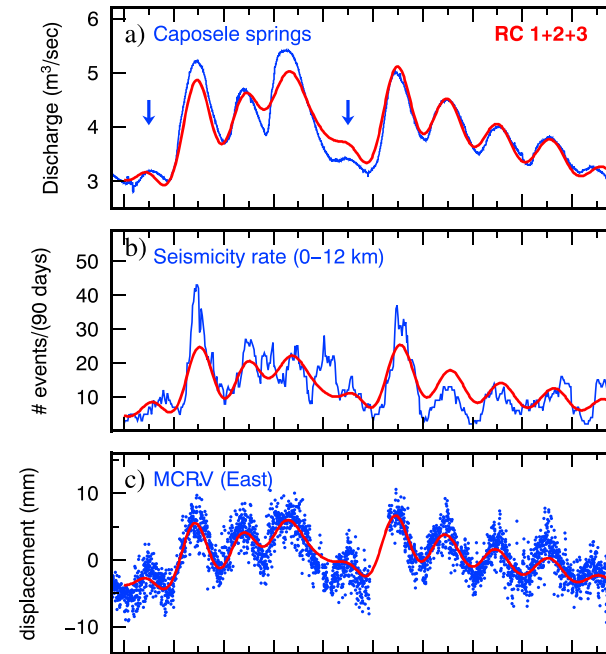 a) Caposele springs RC 1+2+3
Discharge (m³/sec)
6
5
4
3
b) Seismicity rate (0–12 km)
# events/(90 days)
50
40
30
20
10
c) MCRV (East)
displacement (mm)
10
0
−10